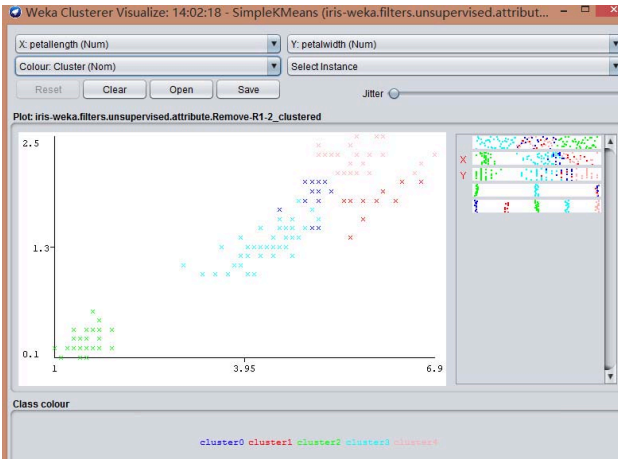 Weka Clusterer Visualize: 14:02:18 - SimpleKMeans (iris-weka.filters.unsupervised.attribut...
X: petallength (Num)
Y: petalwidth (Num)
Colour: Cluster (Nom)
Select Instance
Reset Clear Open Save Jitter
Plot: iris-weka.filters.unsupervised.attribute.Remove-R1-2_clustered
2.5
1.3
0.1
1 3.95 6.9
X
Y
Class colour
cluster0 cluster1 cluster2 cluster3 cluster4